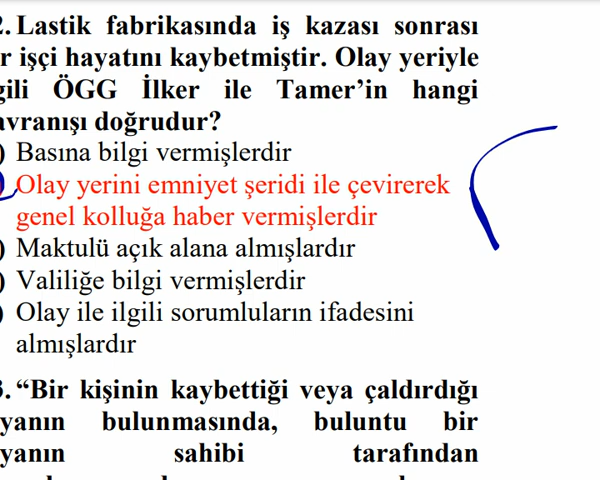 2. Lastik fabrikasında iş kazası sonrası
r işçi hayatını kaybetmiştir. Olay yeriyle
gili ÖGG İlker ile Tamer’in hangi
avranışı doğrudur?
) Basına bilgi vermişlerdir
) Olay yerini emniyet şeridi ile çevirerek
genel kolluğa haber vermişlerdir
) Maktulü açık alana almışlardır
) Valiliğe bilgi vermişlerdir
) Olay ile ilgili sorumluların ifadesini
almışlardır
3. “Bir kişinin kaybettiği veya çaldırdığı
yanın bulunmasında, buluntu bir
yanın sahibi tarafından